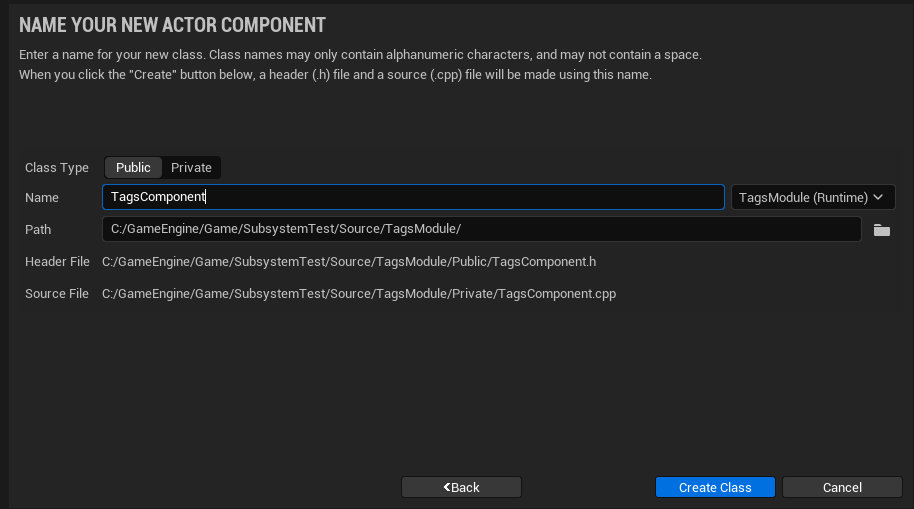 NAME YOUR NEW ACTOR COMPONENT
Enter a name for your new class. Class names may only contain alphanumeric characters, and may not contain a space.
When you click the "Create" button below, a header (.h) file and a source (.cpp) file will be made using this name.
Class Type Public Private
Name TagsComponent TagsModule (Runtime)
Path C:/GameEngine/Game/SubsystemTest/Source/TagsModule/
Header File C:/GameEngine/Game/SubsystemTest/Source/TagsModule/Public/TagsComponent.h
Source File C:/GameEngine/Game/SubsystemTest/Source/TagsModule/Private/TagsComponent.cpp
Back Create Class Cancel